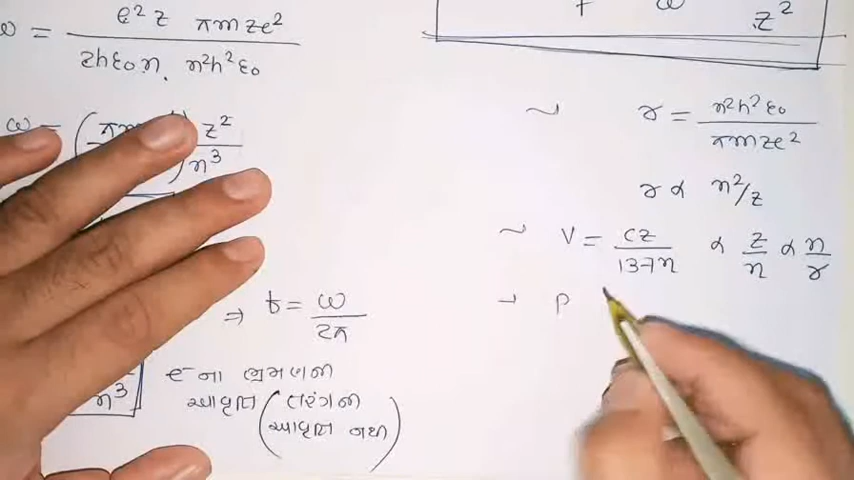 ω = e²z πmze² / 2hε₀n. n²h²ε₀
z²
z² / n³
⇒ f = ω / 2π
n³
e⁻ ના ભ્રમણની
આવૃત્તિ (તરંગની
આવૃત્તિ નથી)
~ r = n²h²ε₀ / πmze²
r ∝ n²/z
~ V = cz / 137n ∝ z / n ∝ n / r
→ P